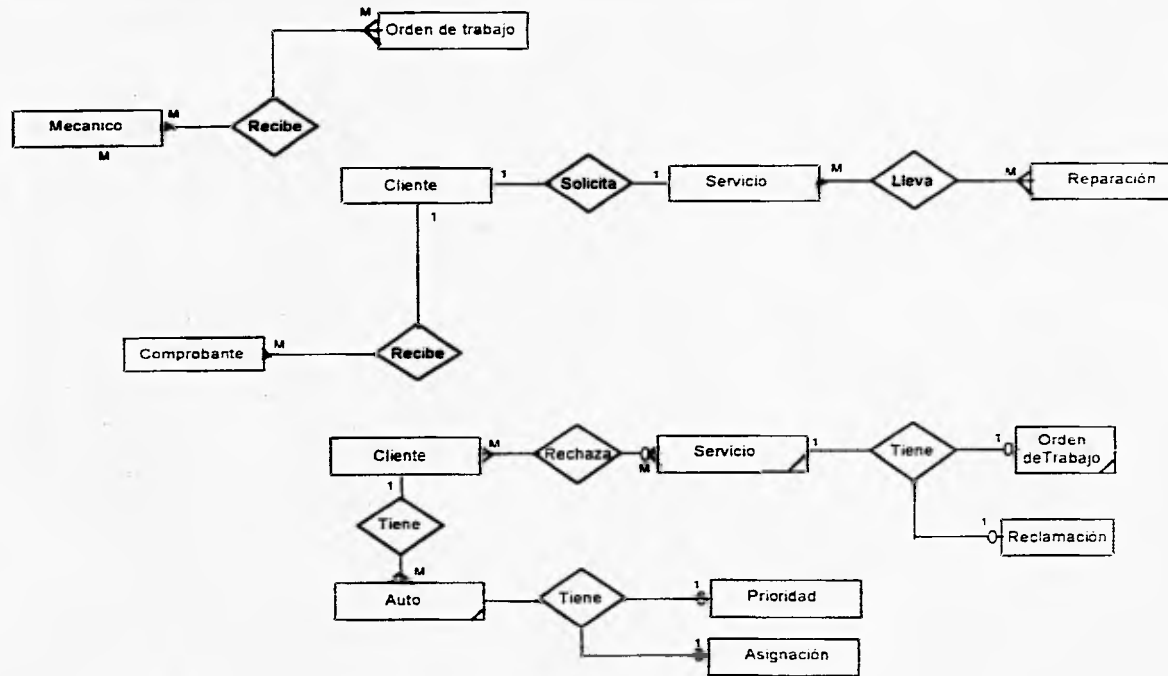 M
Orden de trabajo
M
Mecanico
M
Recibe
Cliente
1
Solicita
1
Servicio
M
Lleva
M
Reparación
1
M
Comprobante
Recibe
Cliente
M
Rechaza
M
Servicio
1
Tiene
1
Orden
deTrabajo
1
Reclamación
1
Tiene
M
Auto
Tiene
1
Prioridad
1
Asignación